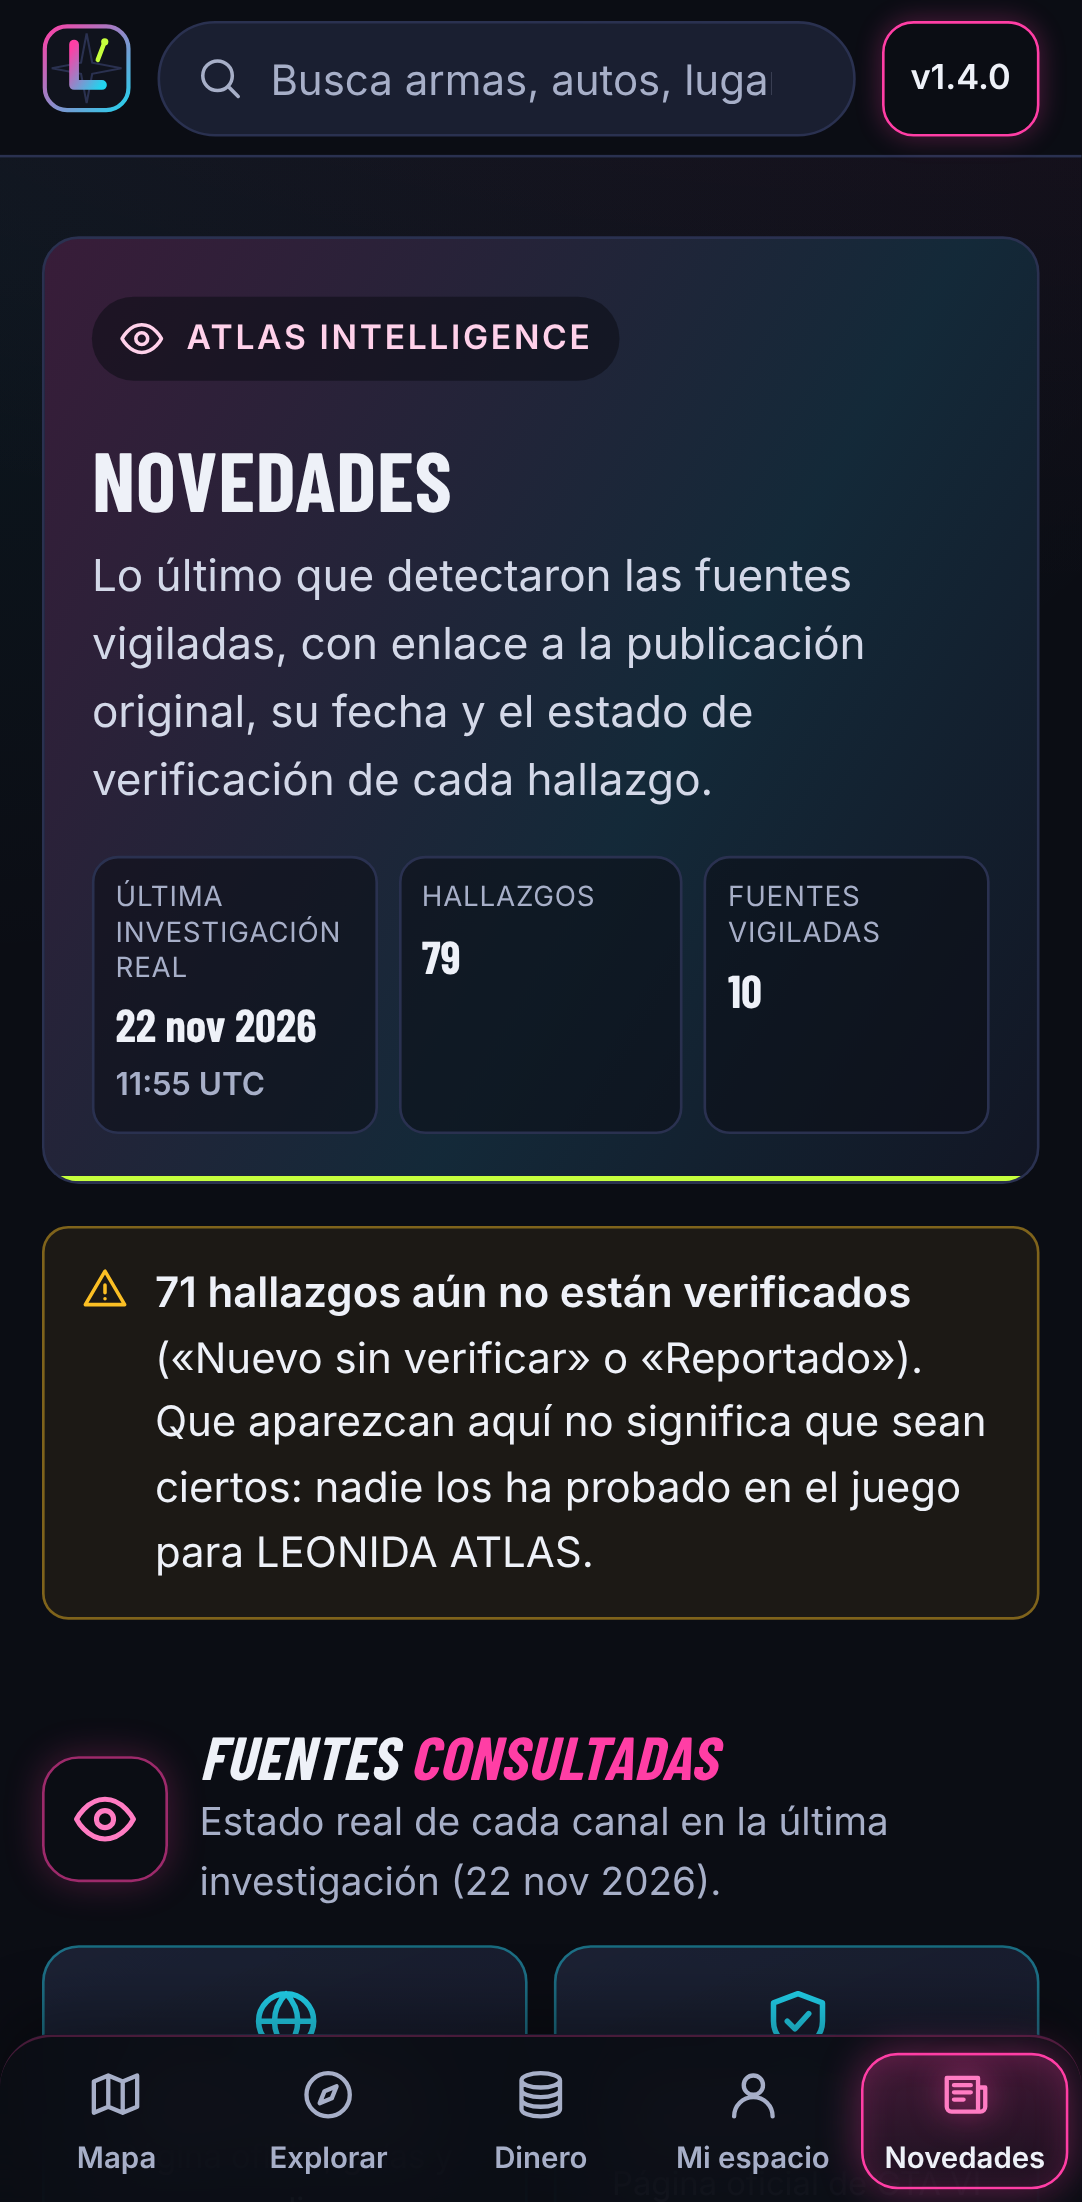 Busca armas, autos, luga
v1.4.0
ATLAS INTELLIGENCE
NOVEDADES
Lo último que detectaron las fuentes
vigiladas, con enlace a la publicación
original, su fecha y el estado de
verificación de cada hallazgo.
ÚLTIMA
INVESTIGACIÓN
REAL
22 nov 2026
11:55 UTC
HALLAZGOS
79
FUENTES
VIGILADAS
10
71 hallazgos aún no están verificados
(«Nuevo sin verificar» o «Reportado»).
Que aparezcan aquí no significa que sean
ciertos: nadie los ha probado en el juego
para LEONIDA ATLAS.
FUENTES CONSULTADAS
Estado real de cada canal en la última
investigación (22 nov 2026).
Mapa
Explorar
Dinero
Mi espacio
Novedades